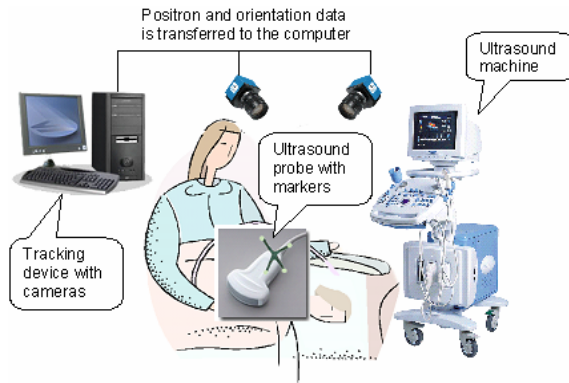 Positron and orientation data
is transferred to the computer
Ultrasound
machine
Ultrasound
probe with
markers
Tracking
device with
cameras